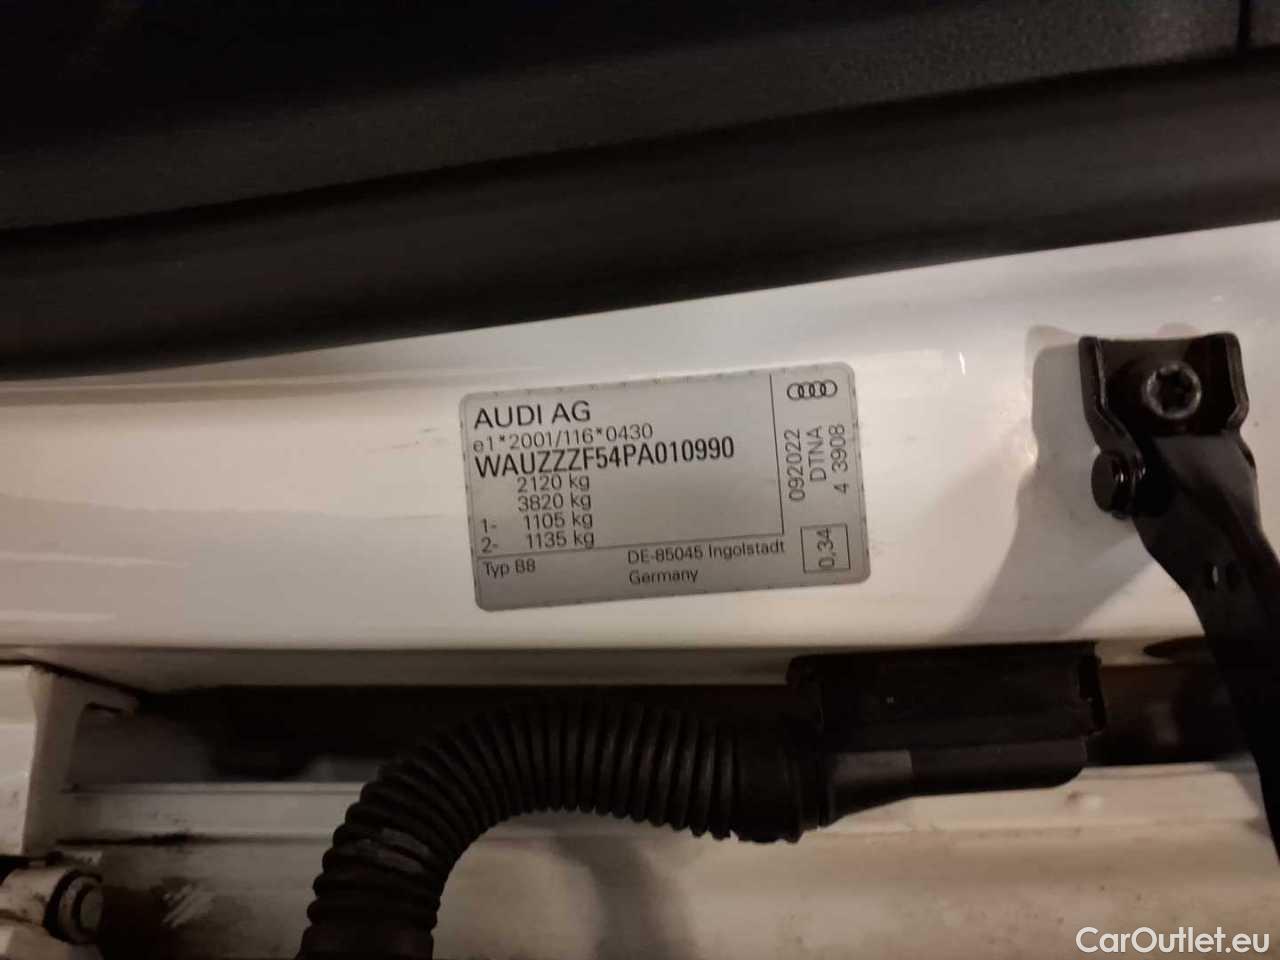 AUDI AG
e1*2001/116*0430
WAUZZZF54PA010990
2120 kg
3820 kg
1- 1105 kg
2- 1135 kg
Typ B8
DE-85045 Ingolstadt
Germany
092022
DTNA
4 3908
0,34
CarOutlet.eu